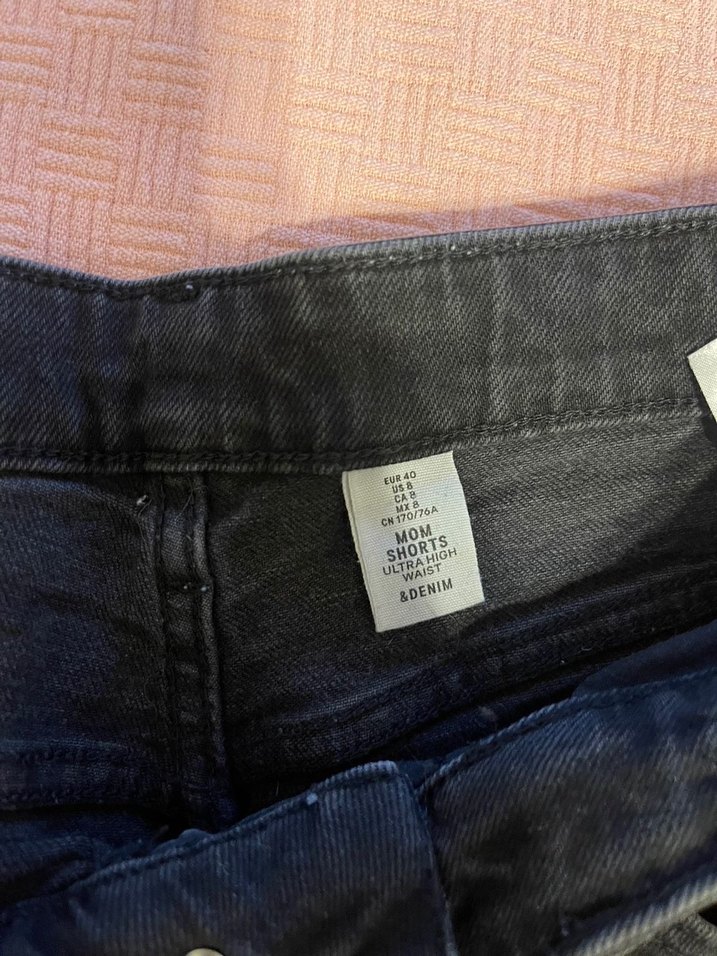 EUR 40
US 8
CA 8
MX 8
CN 170/76A
MOM
SHORTS
ULTRA HIGH
WAIST
&DENIM